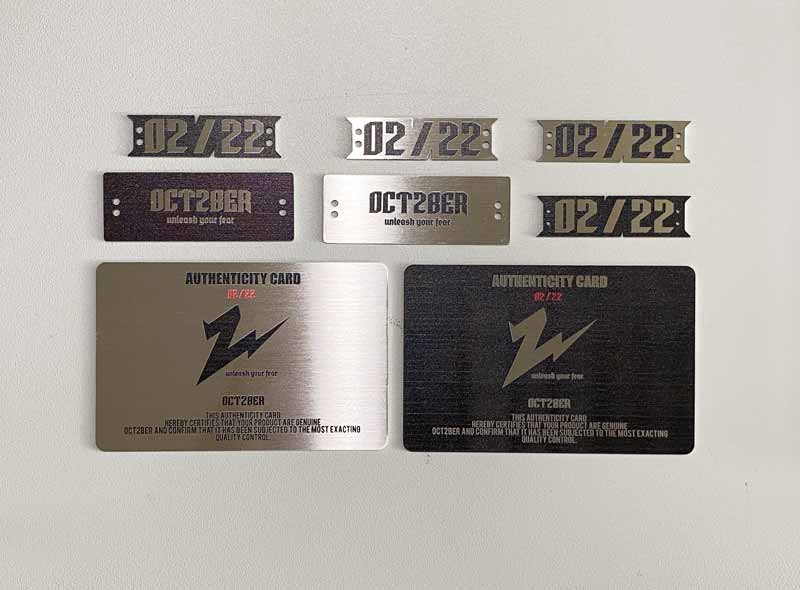 02/22
02/22
02/22
OCT2BER
unleash your fear
OCT2BER
unleash your fear
02/22
AUTHENTICITY CARD
02/22
unleash your fear
OCT2BER
THIS AUTHENTICITY CARD
HEREBY CERTIFIES THAT YOUR PRODUCT ARE GENUINE
OCT2BER AND CONFIRM THAT IT HAS BEEN SUBJECTED TO THE MOST EXACTING
QUALITY CONTROL.
AUTHENTICITY CARD
02/22
unleash your fear
OCT2BER
THIS AUTHENTICITY CARD
HEREBY CERTIFIES THAT YOUR PRODUCT ARE GENUINE
OCT2BER AND CONFIRM THAT IT HAS BEEN SUBJECTED TO THE MOST EXACTING
QUALITY CONTROL.